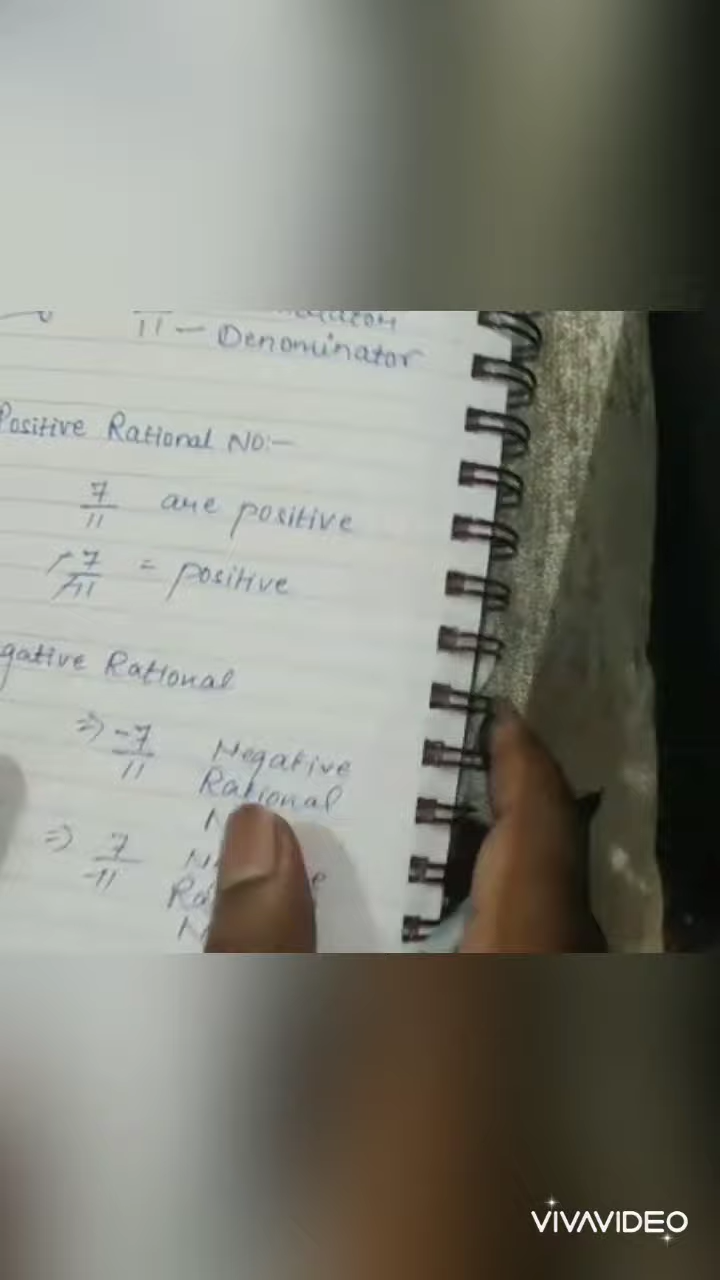 11 — Denominator
Positive Rational NO:-
7/11 are positive
-7/-11 = positive
gative Rational
⇒ -7/11 Negative
Rational
⇒ 7/-11
VIVAVIDEO